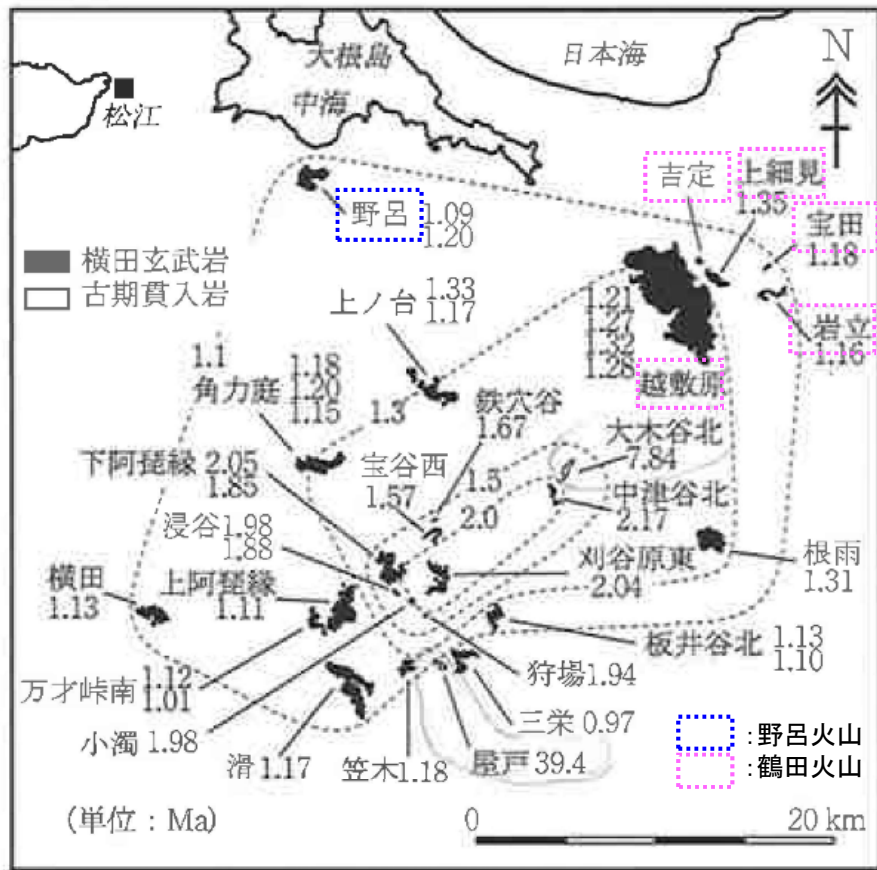 大根島
日本海
中海
松江
N
吉定
上細見
1.35
宝田
1.18
野呂 1.09
1.20
横田玄武岩
古期貫入岩
上ノ台 1.33
1.17
1.21
1.27
1.32
1.28
岩立
1.16
越敷原
1.1
角力庭 1.18
1.20
1.15
1.3
鉄穴谷
1.67
大木谷北
7.84
下阿毘縁 2.05
1.85
宝谷西
1.57
1.5
2.0
中津谷北
2.17
浸谷 1.98
1.88
刈谷原東
2.04
根雨
1.31
横田
1.13
上阿毘縁
1.11
板井谷北 1.13
1.10
万才峠南 1.12
1.01
狩場 1.94
小濁 1.98
三栄 0.97
滑 1.17
笠木 1.18
屋戸 39.4
:野呂火山
:鶴田火山
(単位:Ma)
0
20 km